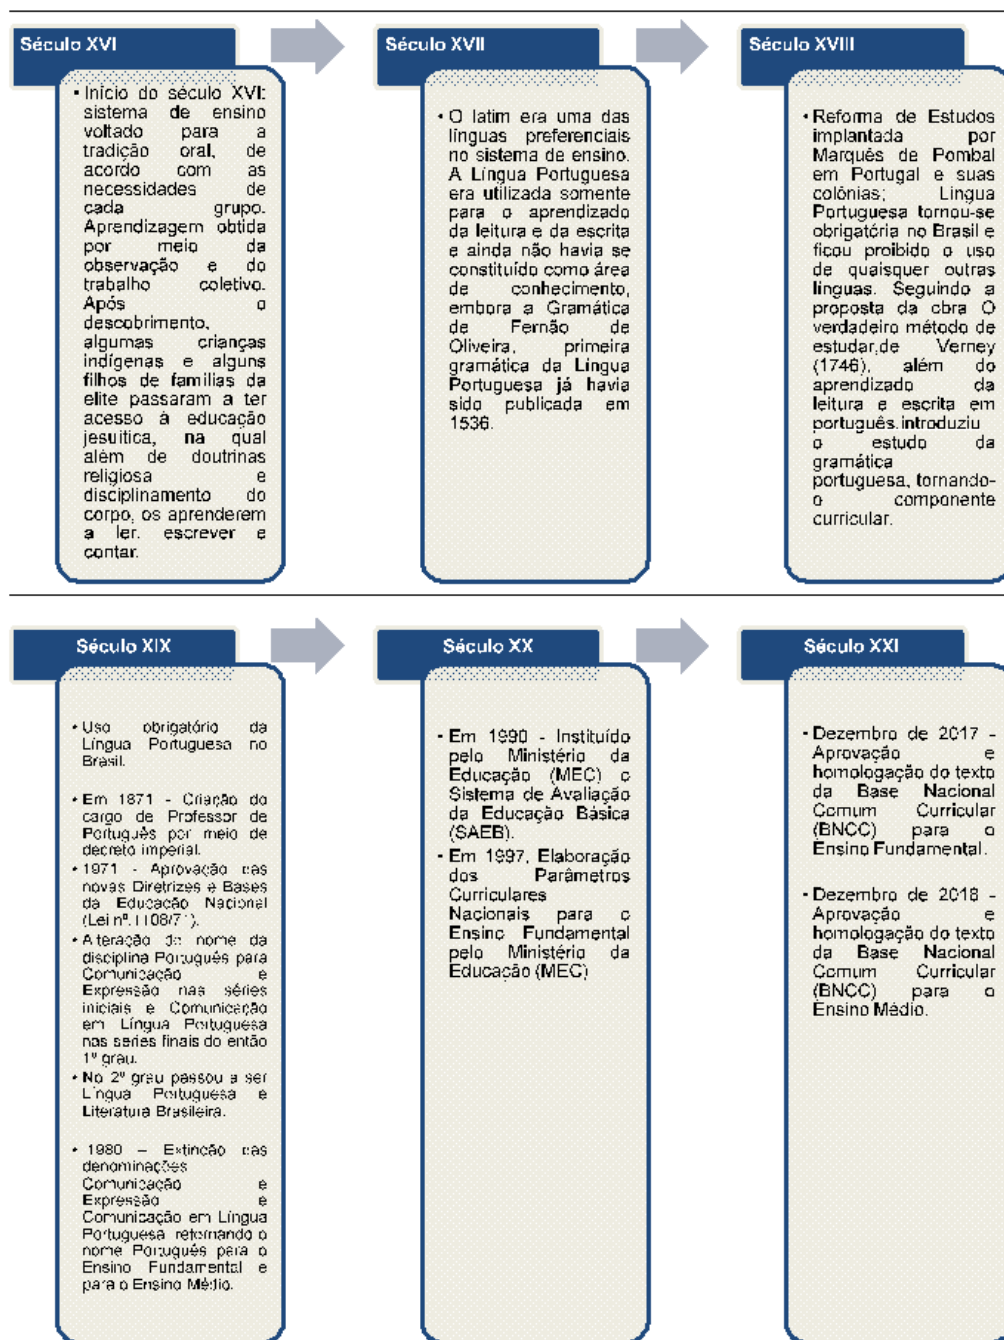 Século XVI
• Início do século XVI:
sistema de ensino
voltado para a
tradição oral, de
acordo com as
necessidades de
cada grupo.
Aprendizagem obtida
por meio da
observação e do
trabalho coletivo.
Após o
descobrimento,
algumas crianças
indígenas e alguns
filhos de famílias da
elite passaram a ter
acesso à educação
jesuítica, na qual
além de doutrinas
religiosa e
disciplinamento do
corpo, os aprenderem
a ler, escrever e
contar.
Século XVII
• O latim era uma das
línguas preferenciais
no sistema de ensino.
A Língua Portuguesa
era utilizada somente
para o aprendizado
da leitura e da escrita
e ainda não havia se
constituído como área
de conhecimento,
embora a Gramática
de Fernão de
Oliveira, primeira
gramática da Língua
Portuguesa já havia
sido publicada em
1536.
Século XVIII
• Reforma de Estudos
implantada por
Marquês de Pombal
em Portugal e suas
colônias; Língua
Portuguesa tornou-se
obrigatória no Brasil e
ficou proibido o uso
de quaisquer outras
línguas. Seguindo a
proposta da obra O
verdadeiro método de
estudar,de Verney
(1746), além do
aprendizado da
leitura e escrita em
português,introduziu
o estudo da
gramática
portuguesa, tornando-
o componente
curricular.
Século XIX
• Uso obrigatório da
Língua Portuguesa no
Brasil.
• Em 1871 - Criação do
cargo de Professor de
Português por meio de
decreto imperial.
• 1971 - Aprovação das
novas Diretrizes e Bases
da Educação Nacional
(Lei nº.1108/71).
• Alteração do nome da
disciplina Português para
Comunicação e
Expressão nas séries
iniciais e Comunicação
em Língua Portuguesa
nas séries finais do então
1º grau.
• No 2º grau passou a ser
Língua Portuguesa e
Literatura Brasileira.
• 1980 – Extinção das
denominações
Comunicação e
Expressão e
Comunicação em Língua
Portuguesa retornando o
nome Português para o
Ensino Fundamental e
para o Ensino Médio.
Século XX
• Em 1990 - Instituído
pelo Ministério da
Educação (MEC) o
Sistema de Avaliação
da Educação Básica
(SAEB).
• Em 1997, Elaboração
dos Parâmetros
Curriculares
Nacionais para o
Ensino Fundamental
pelo Ministério da
Educação (MEC)
Século XXI
• Dezembro de 2017 -
Aprovação e
homologação do texto
da Base Nacional
Comum Curricular
(BNCC) para o
Ensino Fundamental.
• Dezembro de 2018 -
Aprovação e
homologação do texto
da Base Nacional
Comum Curricular
(BNCC) para o
Ensino Médio.